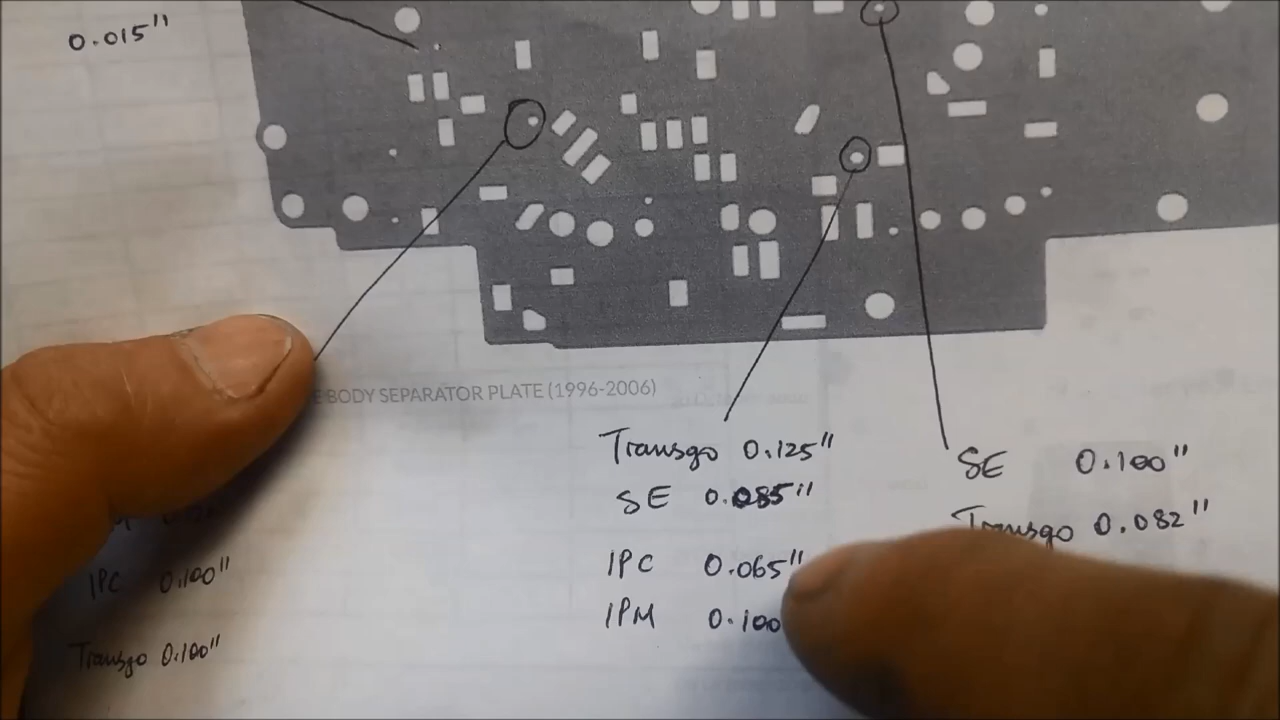 0.015"
BODY SEPARATOR PLATE (1996-2006)
Transgo 0.125"
SE 0.085"
IPC 0.065"
IPM 0.100
SE 0.100"
Transgo 0.082"
IPC 0.100"
Transgo 0.100"